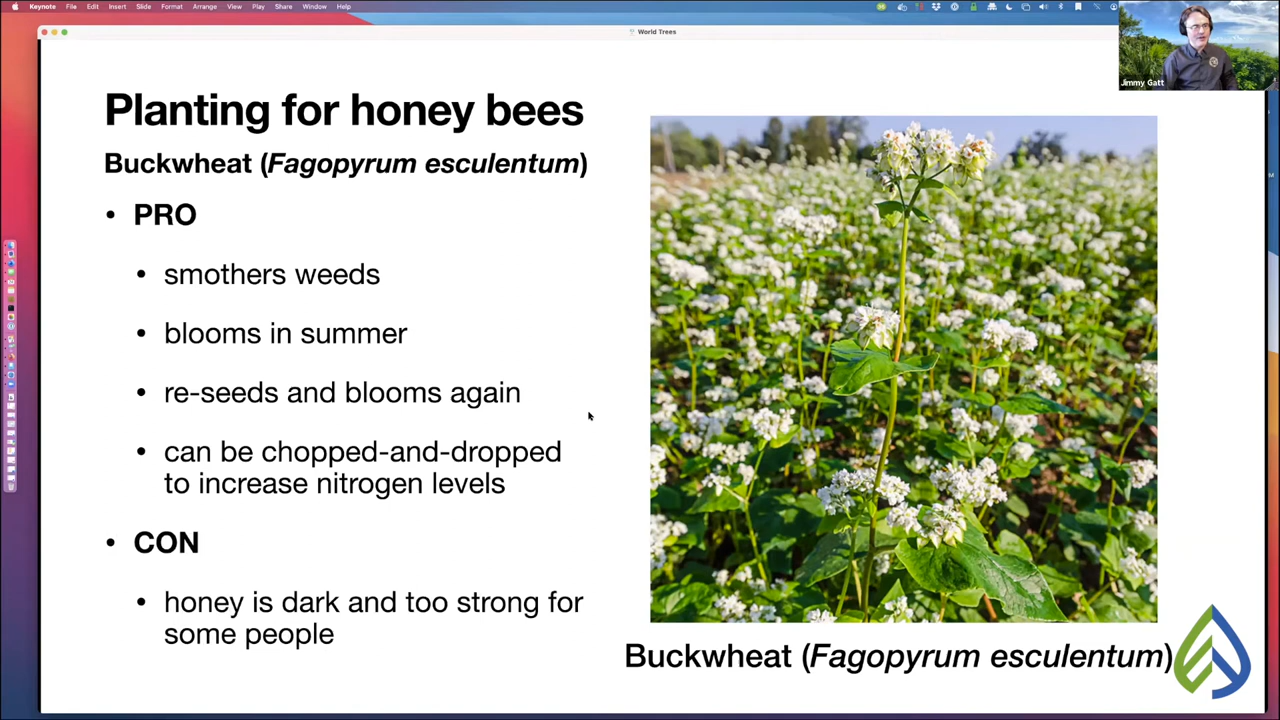 Keynote File Edit Insert Slide Format Arrange View Play Share Window Help
World Trees
Jimmy Gatt
Planting for honey bees
Buckwheat (Fagopyrum esculentum)
• PRO
• smothers weeds
• blooms in summer
• re-seeds and blooms again
• can be chopped-and-dropped
to increase nitrogen levels
• CON
• honey is dark and too strong for
some people
Buckwheat (Fagopyrum esculentum)